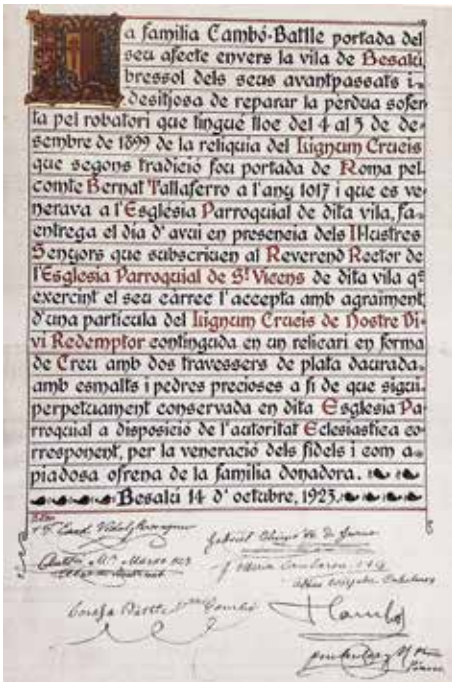 La familia Cambó-Batlle portada del
seu afecte envers la vila de Besalú,
bressol dels seus avantpassats i
desitjosa de reparar la pèrdua sofer
ta pel robatori que tingué lloc del 4 al 5 de de-
sembre de 1899 de la reliquia del Lignum Crucis
que segons tradició fou portada de Roma pel
comte Bernat Tallaferro a l'any 1017 i que es ve
nerava a l'Esglesia Parroquial de dita vila, fa
entrega el dia d'avui en presencia dels Illustres
Senyors que subscriuen al Reverend Rector de
l'Esglesia Parroquial de St. Vicens de dita vila qe
exercint el seu càrrec l'accepta amb agraiment
d'una particula del Lignum Crucis de Nostre Di-
vi Redemptor continguda en un relicari en forma
de Creu amb dos travessers de plata daurada
amb esmalts i pedres precioses a fi de que sigui
perpetuament conservada en dita Esglesia Pa-
rroquial a disposició de l'autoritat Eclesiastica co-
rresponent, per la veneració dels fidels i com a
piadosa ofrena de la familia donadora.
Besalú 14 d'octubre, 1923.
Card. Vidal
Cambó
F Cambó